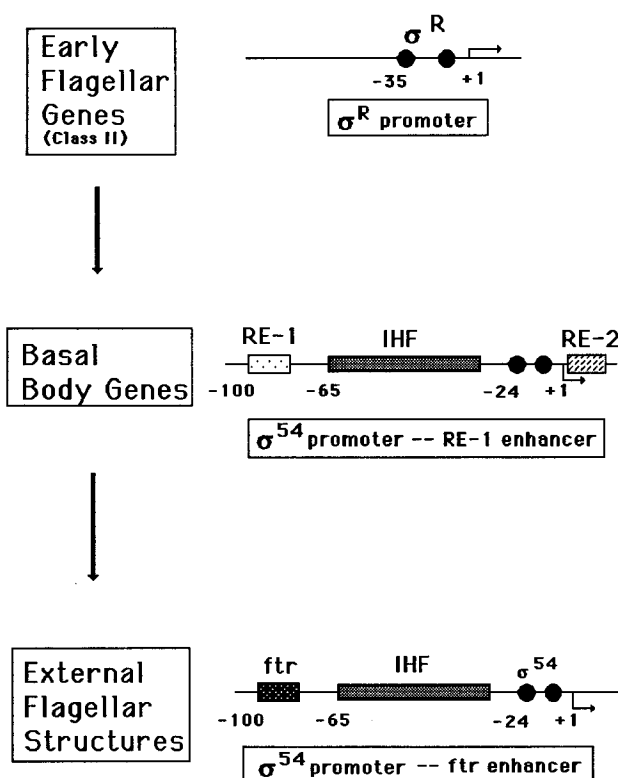 Early
Flagellar
Genes
(Class II)
σ R
-35 +1
σR promoter
Basal
Body Genes
RE-1 IHF RE-2
-100 -65 -24 +1
σ54 promoter -- RE-1 enhancer
External
Flagellar
Structures
ftr IHF σ54
-100 -65 -24 +1
σ54 promoter -- ftr enhancer